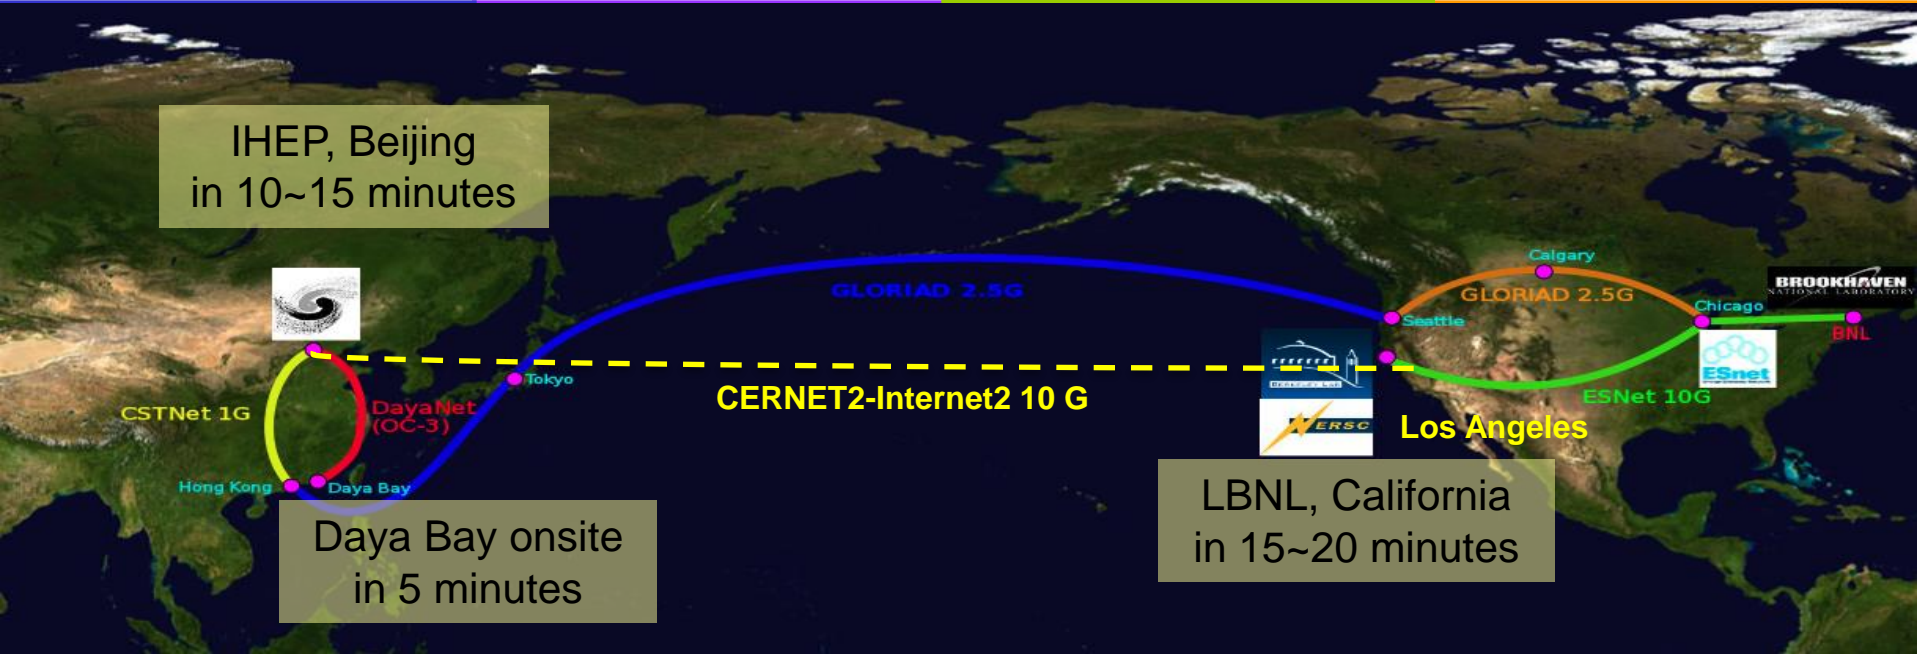 IHEP, Beijing
in 10~15 minutes
Calgary
GLORIAD 2.5G
GLORIAD 2.5G
BROOKHAVEN
NATIONAL LABORATORY
Chicago
Seattle
BNL
BERKELEY LAB
ESnet
Tokyo
CERNET2-Internet2 10 G
ESNet 10G
CSTNet 1G
DayaNet
(OC-3)
NERSC
Los Angeles
Hong Kong
Daya Bay
LBNL, California
in 15~20 minutes
Daya Bay onsite
in 5 minutes